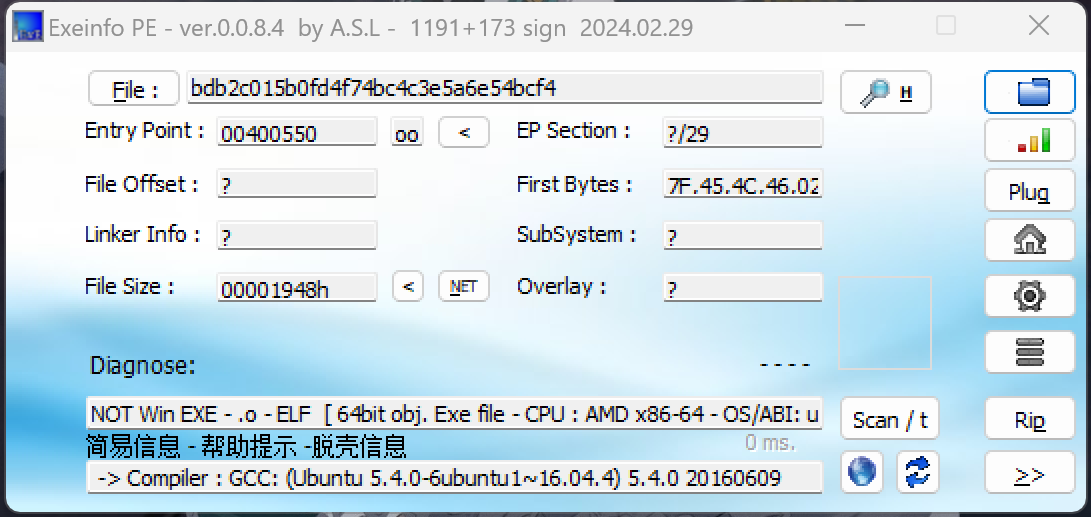 Exeinfo PE - ver.0.0.8.4 by A.S.L - 1191+173 sign 2024.02.29
File : bdb2c015b0fd4f74bc4c3e5a6e54bcf4 H
Entry Point : 00400550 oo < EP Section : ?/29
File Offset : ? First Bytes : 7F.45.4C.46.02 Plug
Linker Info : ? SubSystem : ?
File Size : 00001948h < NET Overlay : ?
Diagnose: ----
NOT Win EXE - .o - ELF [ 64bit obj. Exe file - CPU : AMD x86-64 - OS/ABI: u Scan / t Rip
简易信息 - 帮助提示 -脱壳信息 0 ms.
-> Compiler : GCC: (Ubuntu 5.4.0-6ubuntu1~16.04.4) 5.4.0 20160609 >>